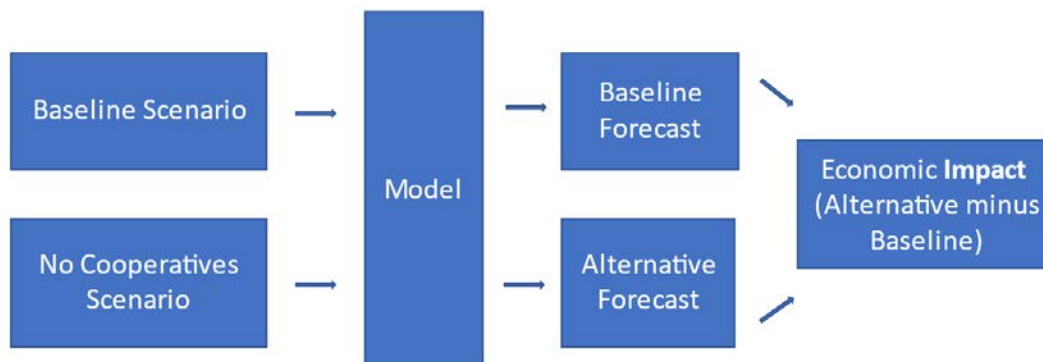 Baseline Scenario
No Cooperatives
Scenario
Model
Baseline
Forecast
Alternative
Forecast
Economic Impact
(Alternative minus
Baseline)